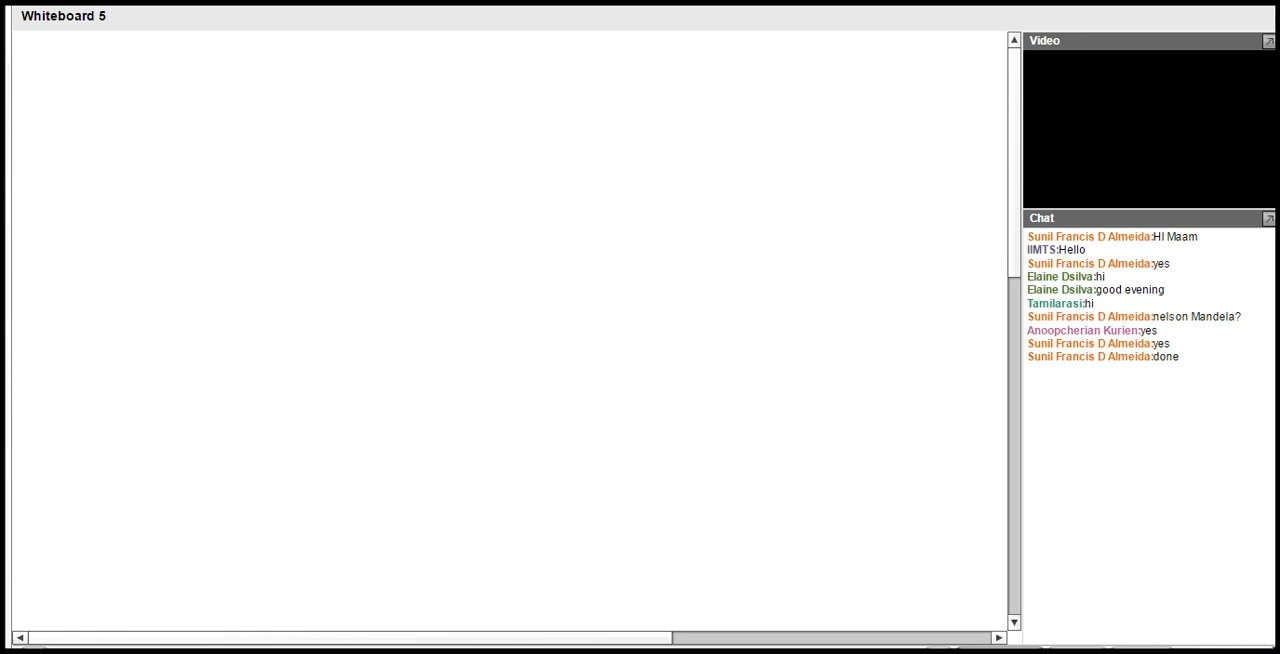 Whiteboard 5
Video
Chat
Sunil Francis D Almeida:HI Maam
IIMTS:Hello
Sunil Francis D Almeida:yes
Elaine Dsilva:hi
Elaine Dsilva:good evening
Tamilarasi:hi
Sunil Francis D Almeida:nelson Mandela?
Anoopcherian Kurien:yes
Sunil Francis D Almeida:yes
Sunil Francis D Almeida:done